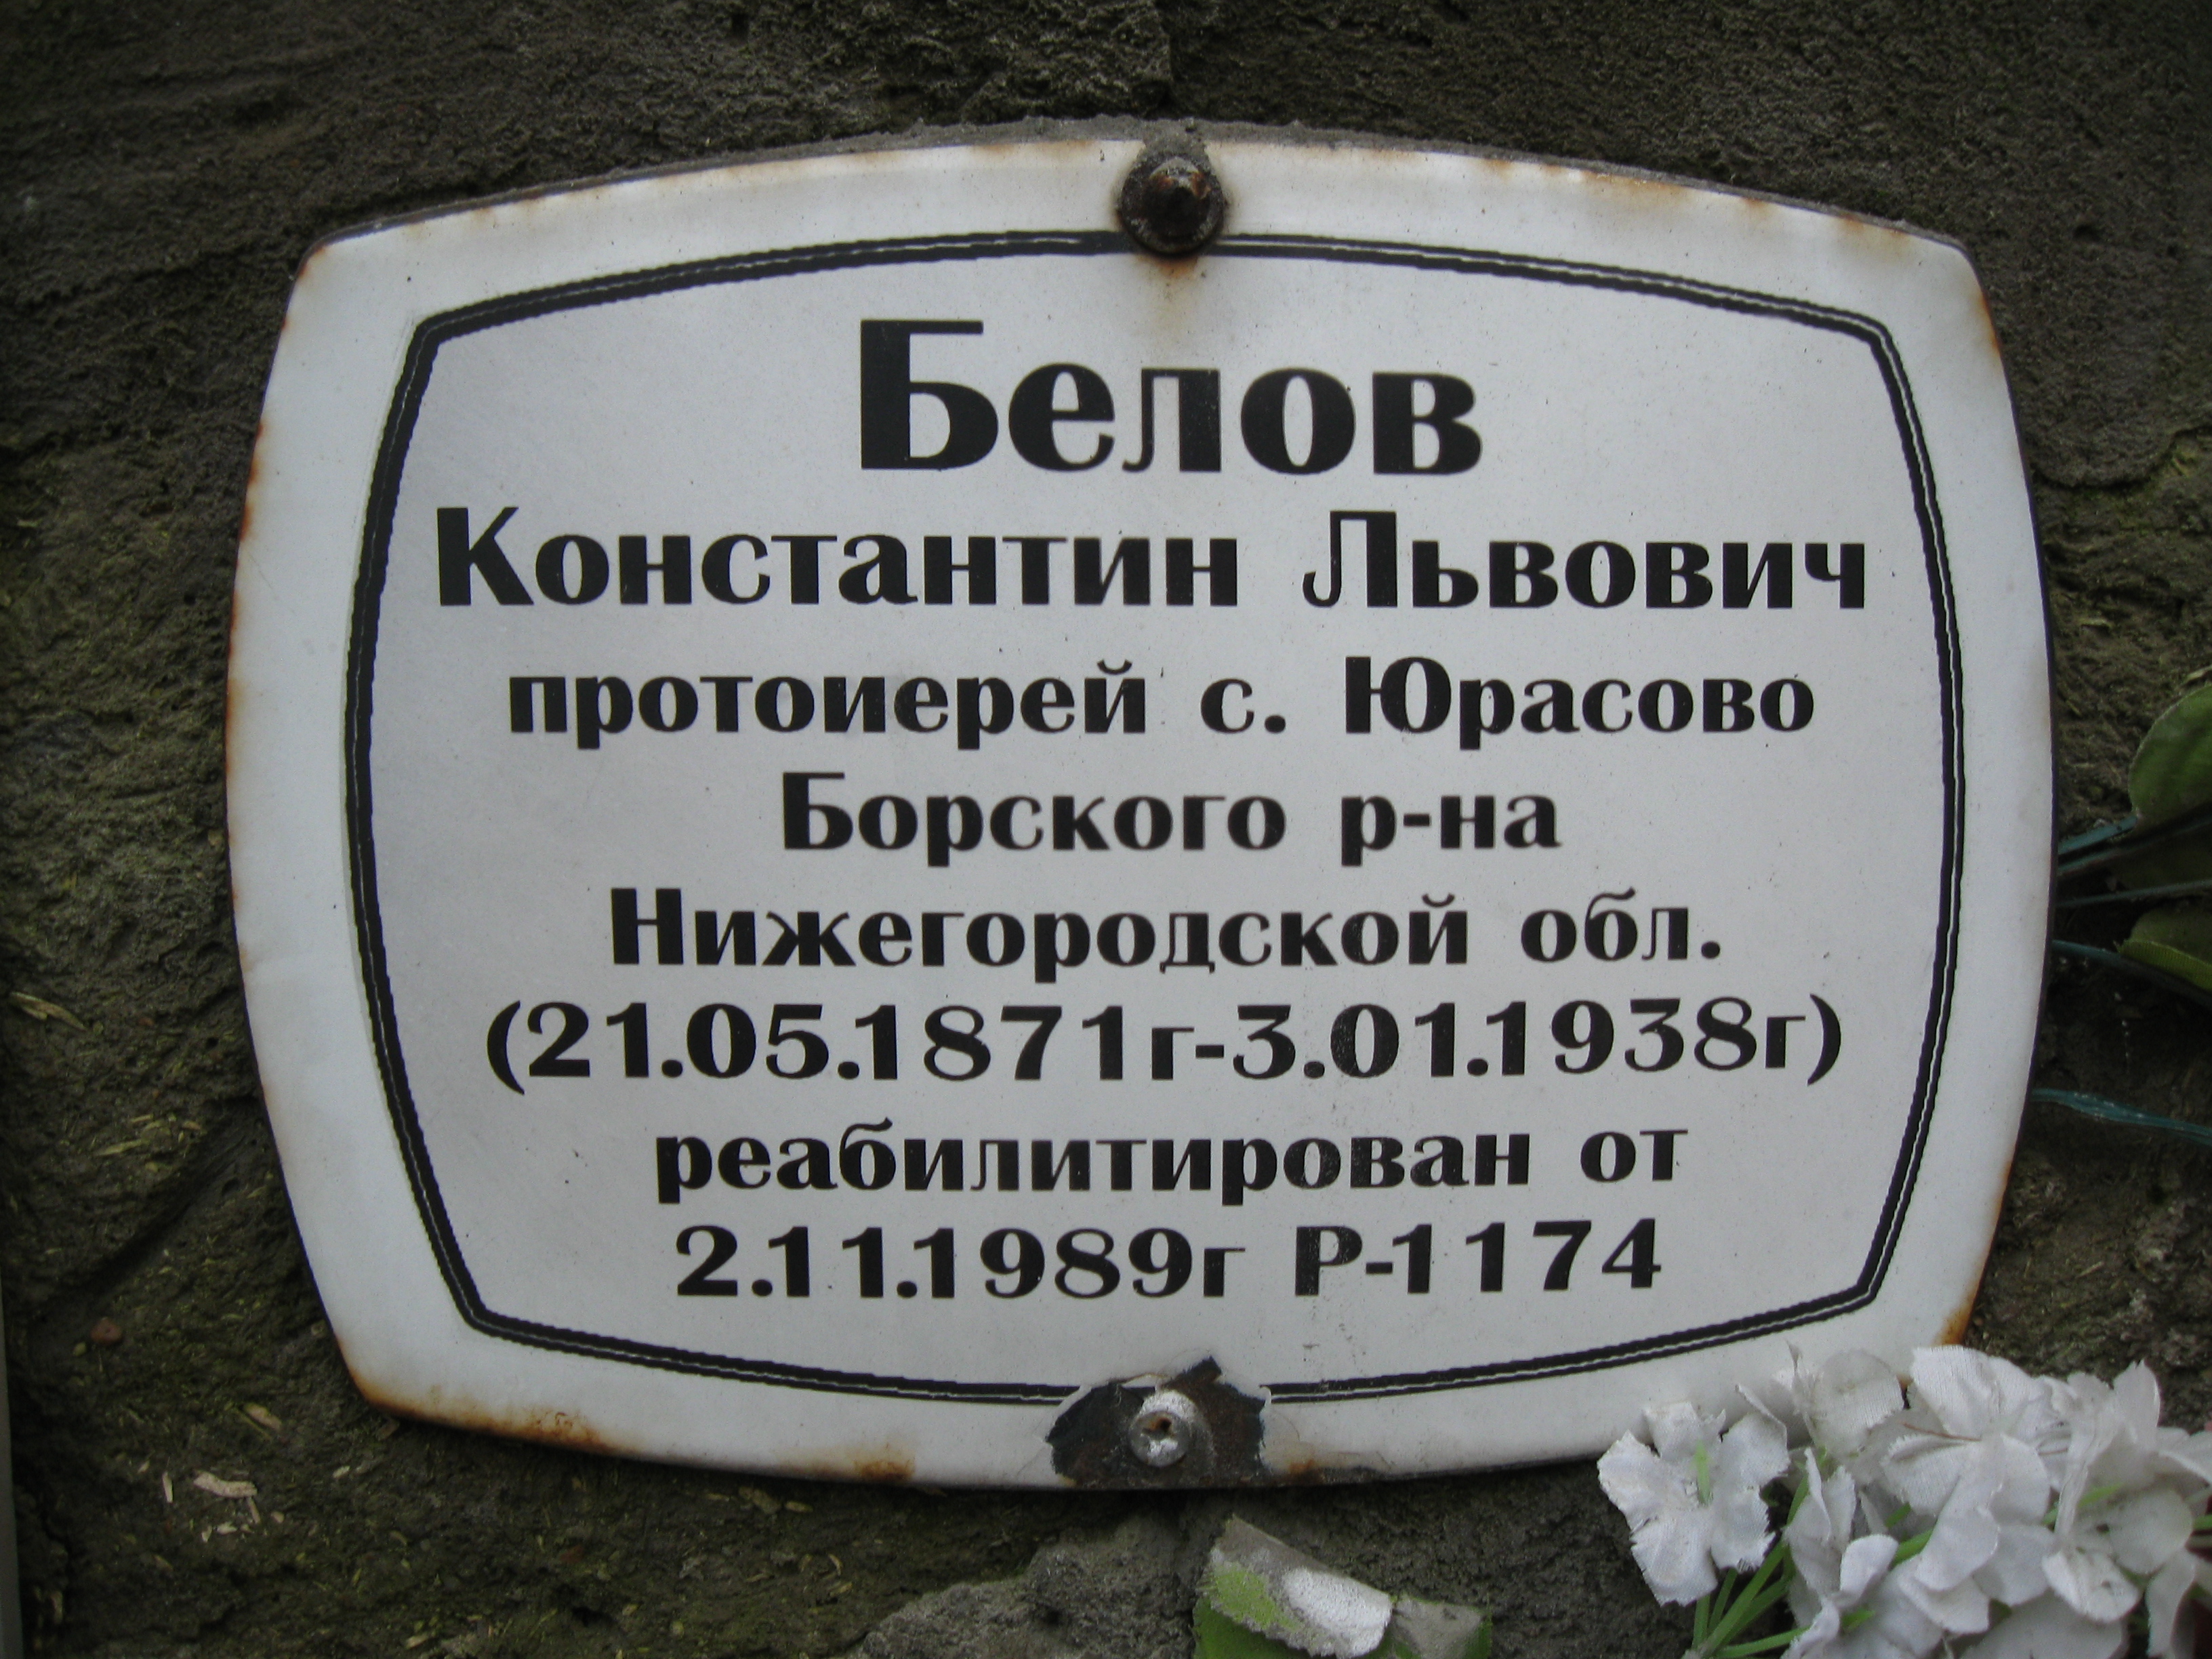 Белов
Константин Львович
протоиерей с. Юрасово
Борского р-на
Нижегородской обл.
(21.05.1871г-3.01.1938г)
реабилитирован от
2.11.1989г Р-1174